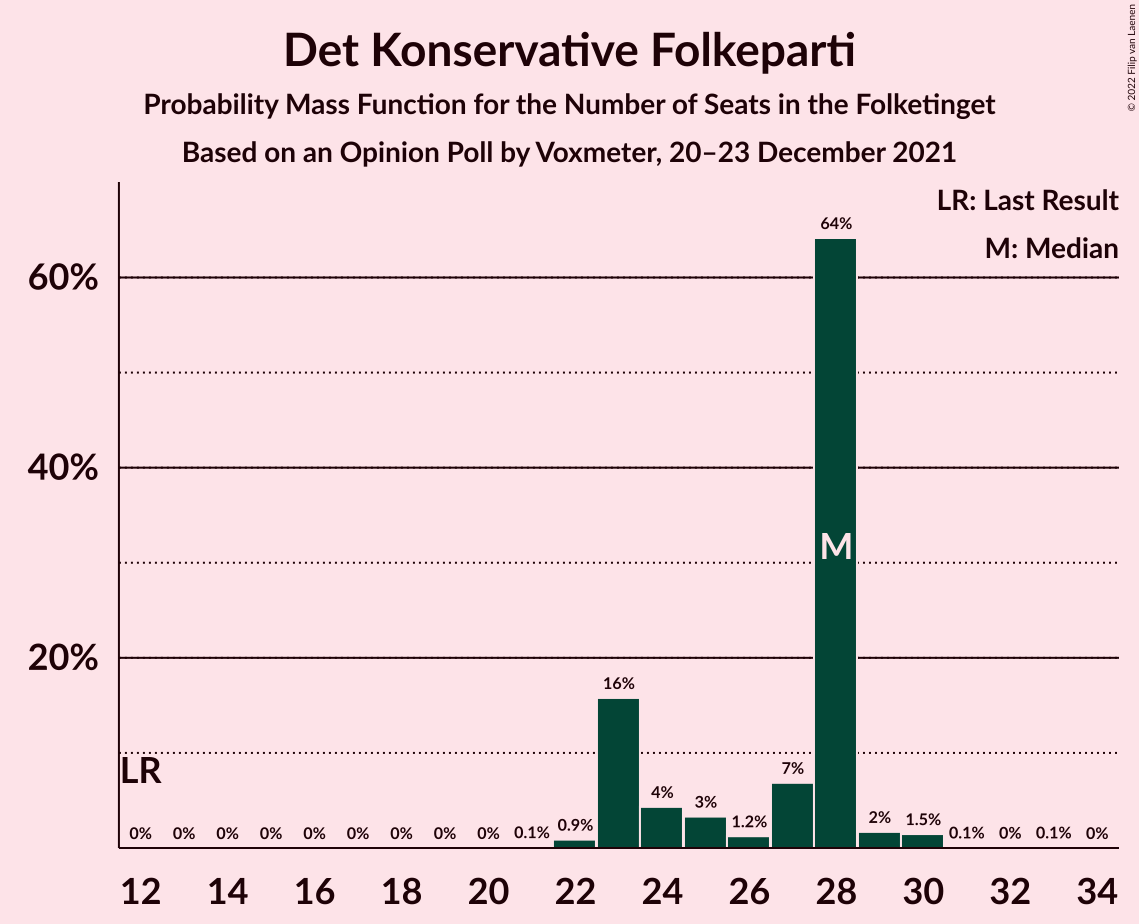 Det Konservative Folkeparti
Probability Mass Function for the Number of Seats in the Folketinget
Based on an Opinion Poll by Voxmeter, 20–23 December 2021
© 2022 Filip van Laenen
LR: Last Result
M: Median
60%
40%
20%
64%
M
16%
LR
7%
4%
3%
2%
1.5%
1.2%
0.9%
0% 0% 0% 0% 0% 0% 0% 0% 0% 0.1% 0.1% 0% 0.1% 0%
12 14 16 18 20 22 24 26 28 30 32 34